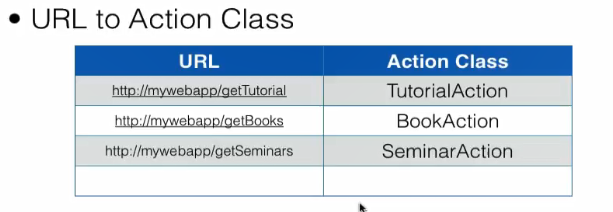 • URL to Action Class
URL Action Class
http://mywebapp/getTutorial TutorialAction
http://mywebapp/getBooks BookAction
http://mywebapp/getSeminars SeminarAction